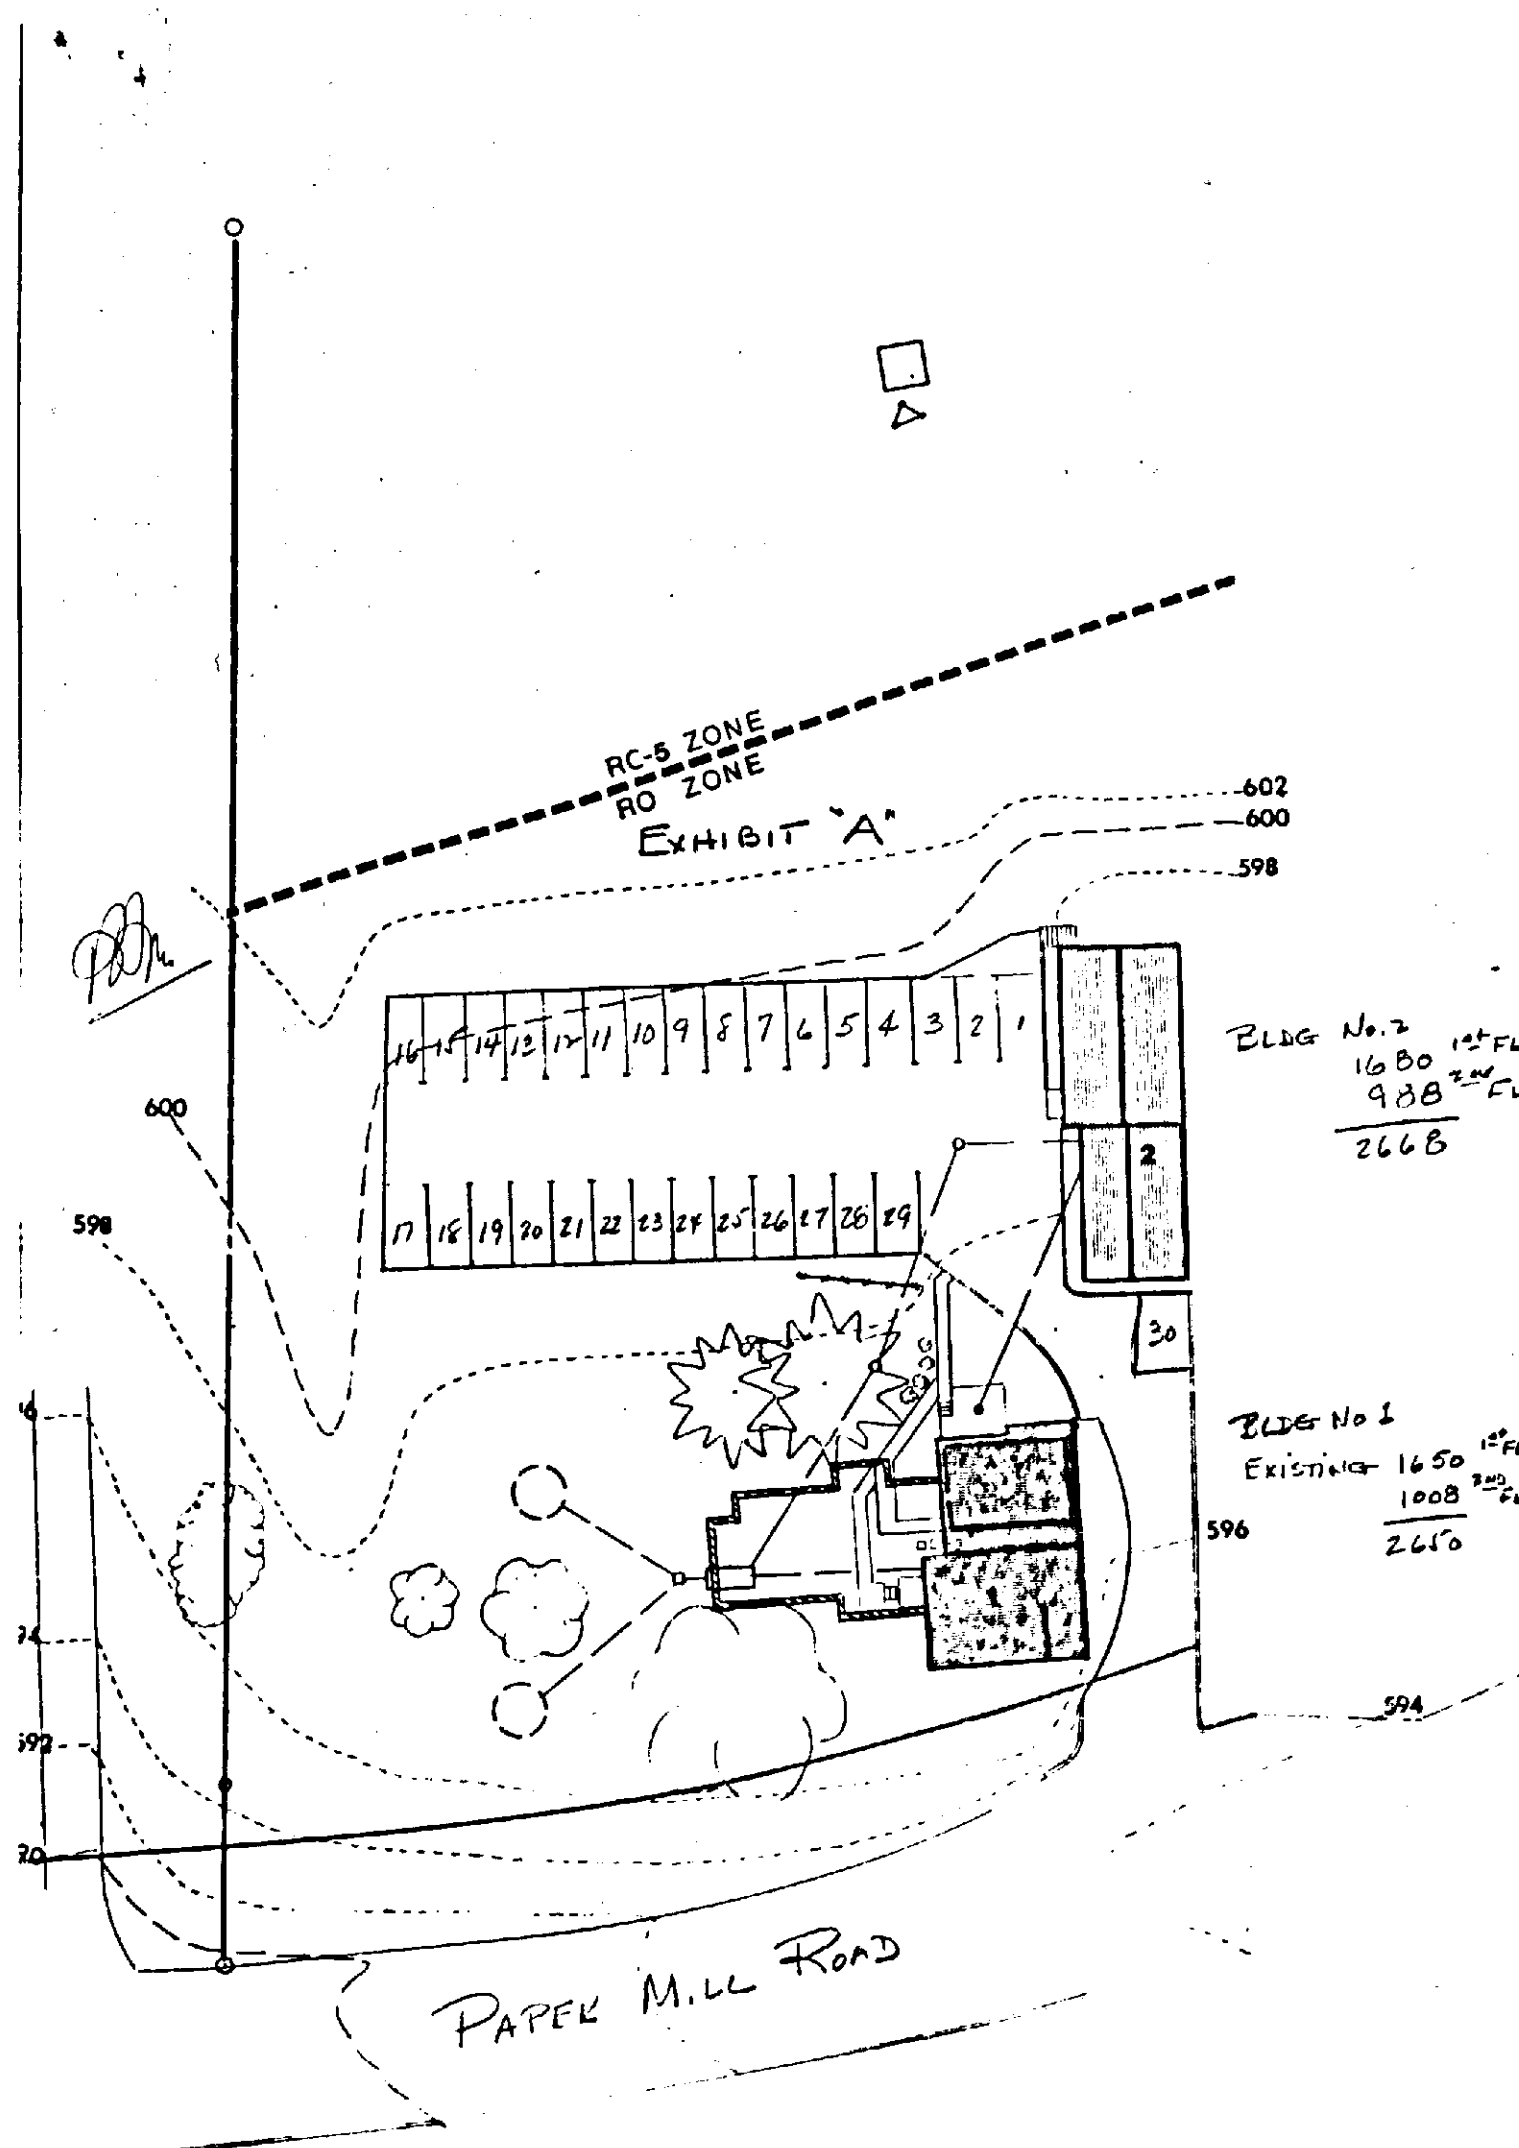 RC-5 ZONE
RO ZONE
EXHIBIT "A"
602
600
598
16 15 14 13 12 11 10 9 8 7 6 5 4 3 2 1
BLDG No. 2
1680 1st FL
988 2nd FL
2668
600
2
598
17 18 19 20 21 22 23 24 25 26 27 28 29
30
BLDG No 1
EXISTING 1650 1st FL
1008 2ND FL
2650
596
594
592
PAPER MILL ROAD